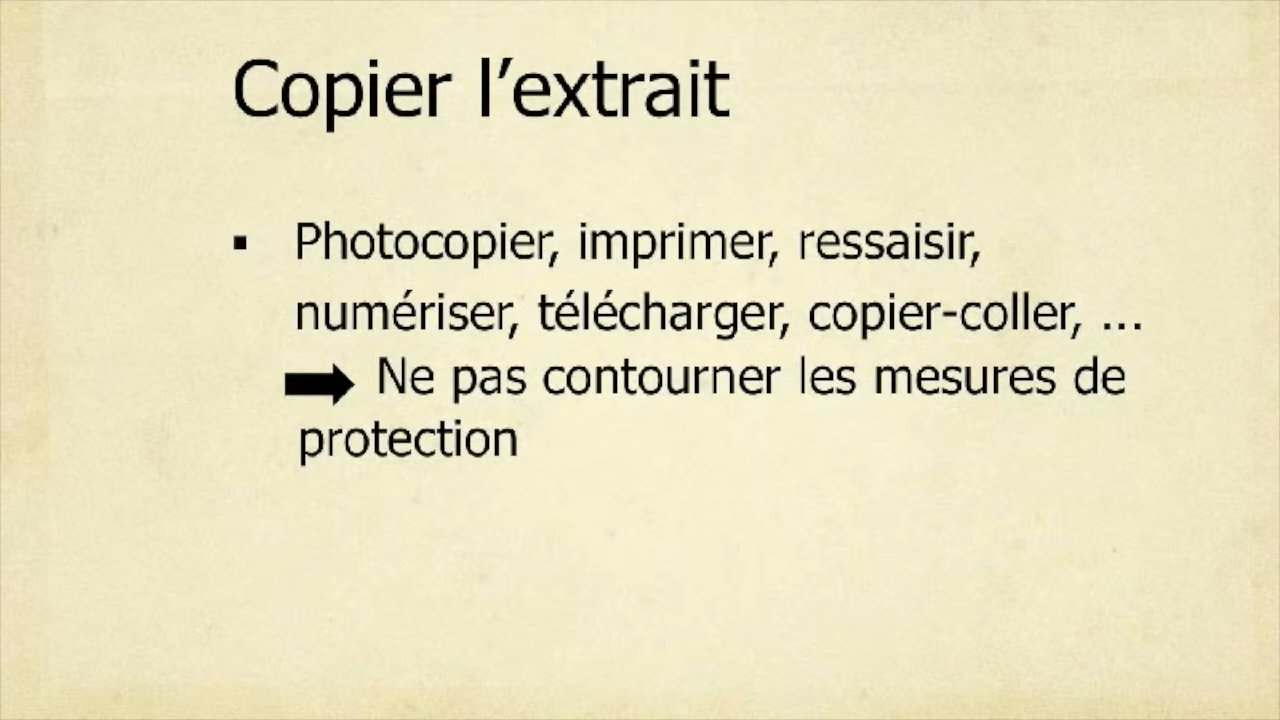 Copier l’extrait
▪ Photocopier, imprimer, ressaisir,
numériser, télécharger, copier-coller, ...
➡ Ne pas contourner les mesures de
protection